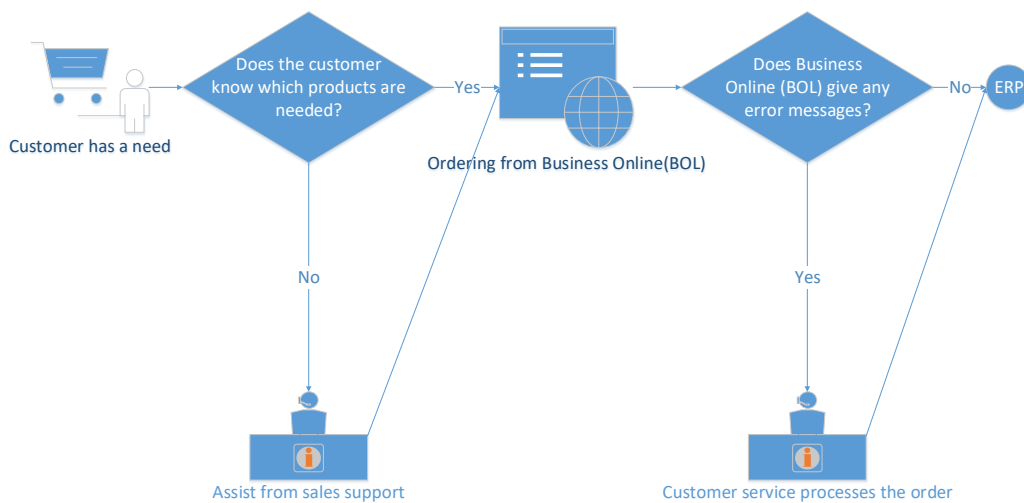 Does the customer
know which products are
needed?
Yes
Does Business
Online (BOL) give any
error messages?
No
ERP
Customer has a need
Ordering from Business Online(BOL)
No
Yes
Assist from sales support
Customer service processes the order